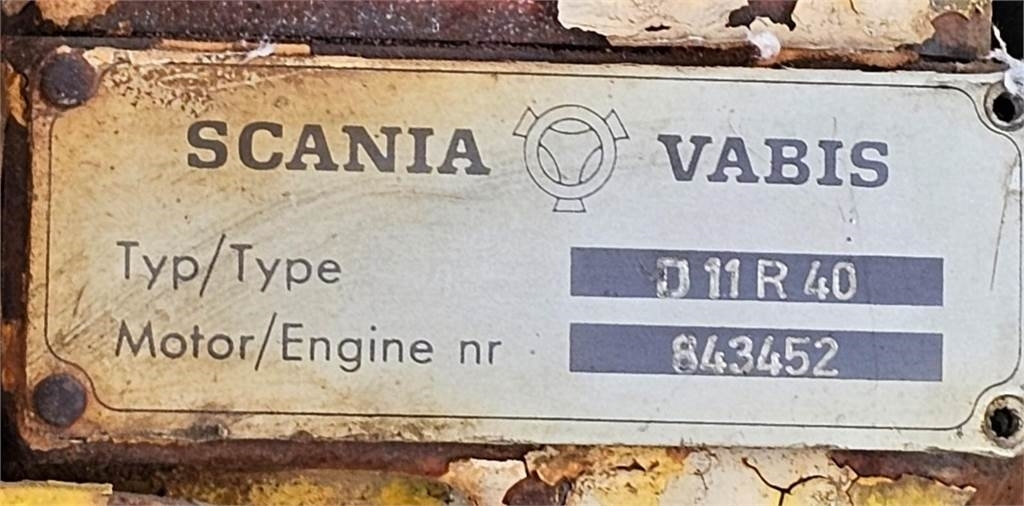 SCANIA VABIS
Typ/Type D 11 R 40
Motor/Engine nr 843452